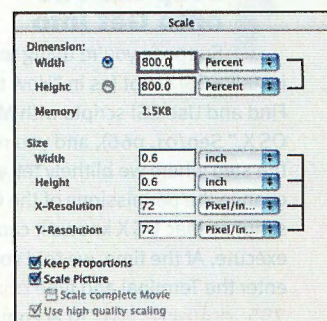 Scale
Dimension:
Width 800.0 Percent
Height 800.0 Percent
Memory 1.5KB
Size
Width 0.6 inch
Height 0.6 inch
X-Resolution 72 Pixel/in...
Y-Resolution 72 Pixel/in...
Keep Proportions
Scale Picture
Scale complete Movie
Use high quality scaling